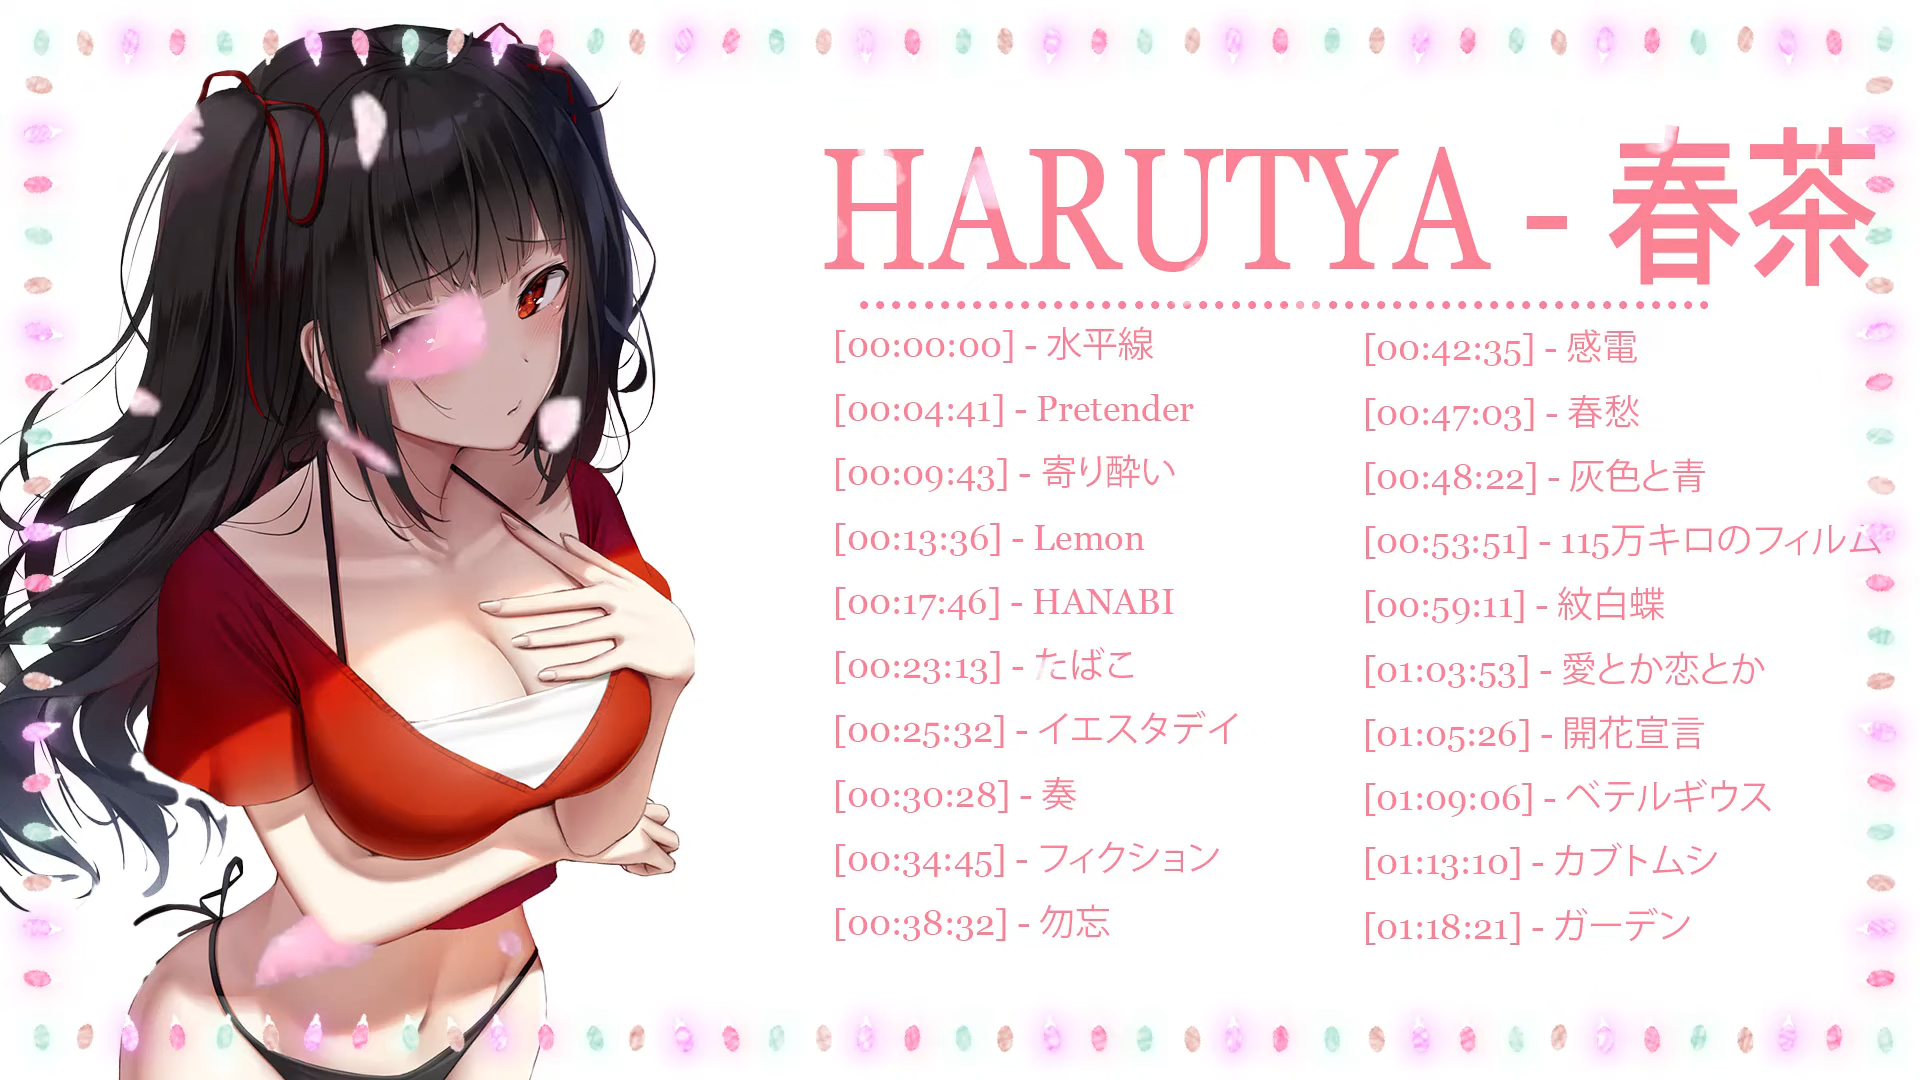 HARUTYA - 春茶
[00:00:00] - 水平線
[00:04:41] - Pretender
[00:09:43] - 寄り酔い
[00:13:36] - Lemon
[00:17:46] - HANABI
[00:23:13] - たばこ
[00:25:32] - イエスタデイ
[00:30:28] - 奏
[00:34:45] - フィクション
[00:38:32] - 勿忘
[00:42:35] - 感電
[00:47:03] - 春愁
[00:48:22] - 灰色と青
[00:53:51] - 115万キロのフィルム
[00:59:11] - 紋白蝶
[01:03:53] - 愛とか恋とか
[01:05:26] - 開花宣言
[01:09:06] - ベテルギウス
[01:13:10] - カブトムシ
[01:18:21] - ガーデン